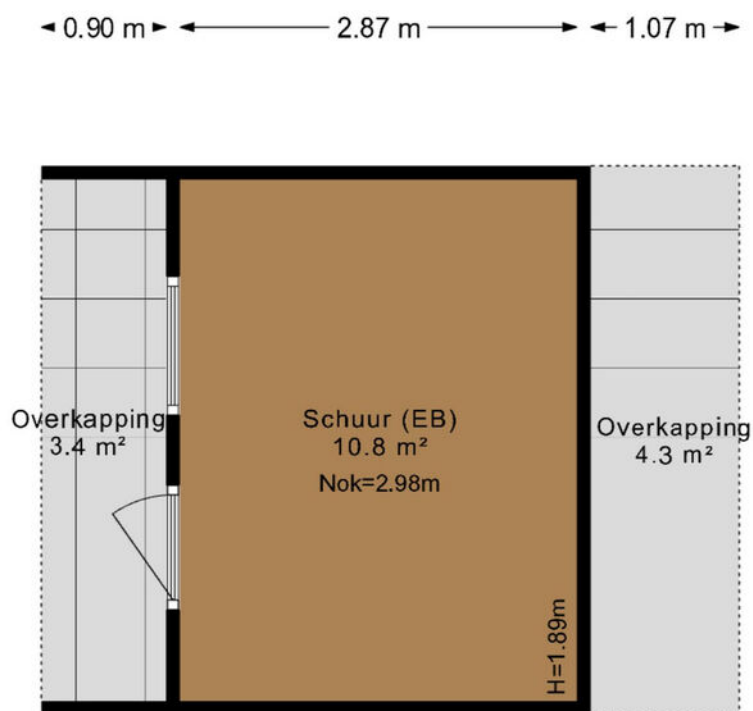 0.90 m
2.87 m
1.07 m
Overkapping
3.4 m²
Schuur (EB)
10.8 m²
Nok=2.98m
Overkapping
4.3 m²
H=1.89m